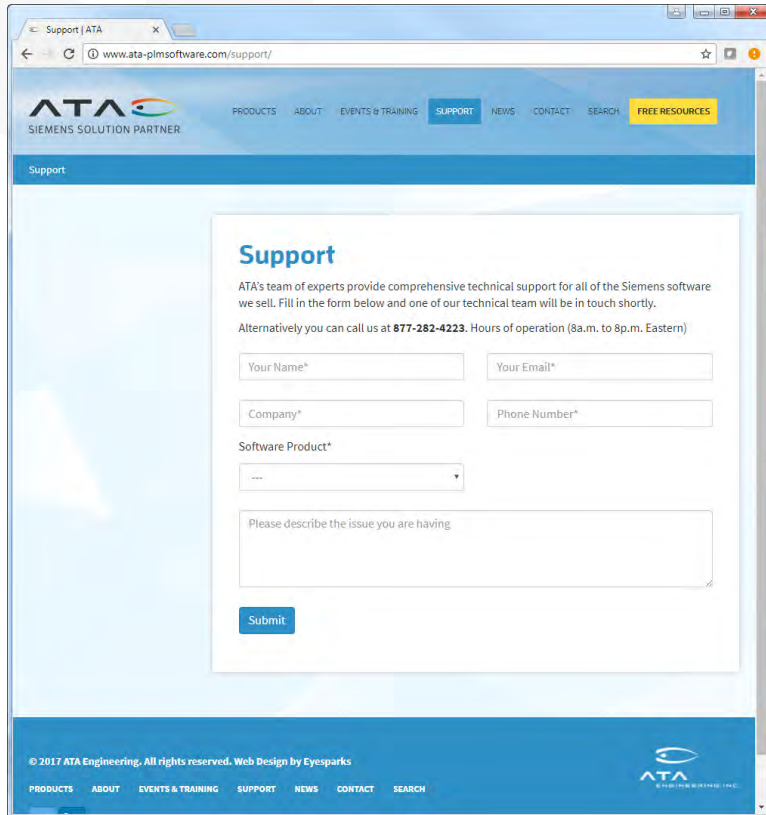 Support | ATA
www.ata-plmsoftware.com/support/
ATA
SIEMENS SOLUTION PARTNER
PRODUCTS ABOUT EVENTS & TRAINING SUPPORT NEWS CONTACT SEARCH FREE RESOURCES
Support
Support
ATA's team of experts provide comprehensive technical support for all of the Siemens software
we sell. Fill in the form below and one of our technical team will be in touch shortly.
Alternatively you can call us at 877-282-4223. Hours of operation (8a.m. to 8p.m. Eastern)
Your Name* Your Email*
Company* Phone Number*
Software Product*
---
Please describe the issue you are having
Submit
© 2017 ATA Engineering. All rights reserved. Web Design by Eyesparks
PRODUCTS ABOUT EVENTS & TRAINING SUPPORT NEWS CONTACT SEARCH
ATA
ENGINEERING, INC.